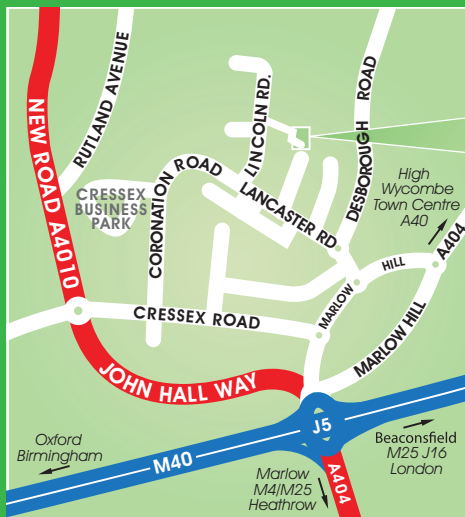 NEW ROAD A4010
RUTLAND AVENUE
LINCOLN RD.
DESBOROUGH ROAD
CORONATION ROAD
CRESSEX
BUSINESS
PARK
LANCASTER RD
High
Wycombe
Town Centre
A40
A404
MARLOW HILL
MARLOW HILL
CRESSEX ROAD
JOHN HALL WAY
J5
M40
Oxford
Birmingham
Beaconsfield
M25 J16
London
Marlow
M4/M25
Heathrow
A404